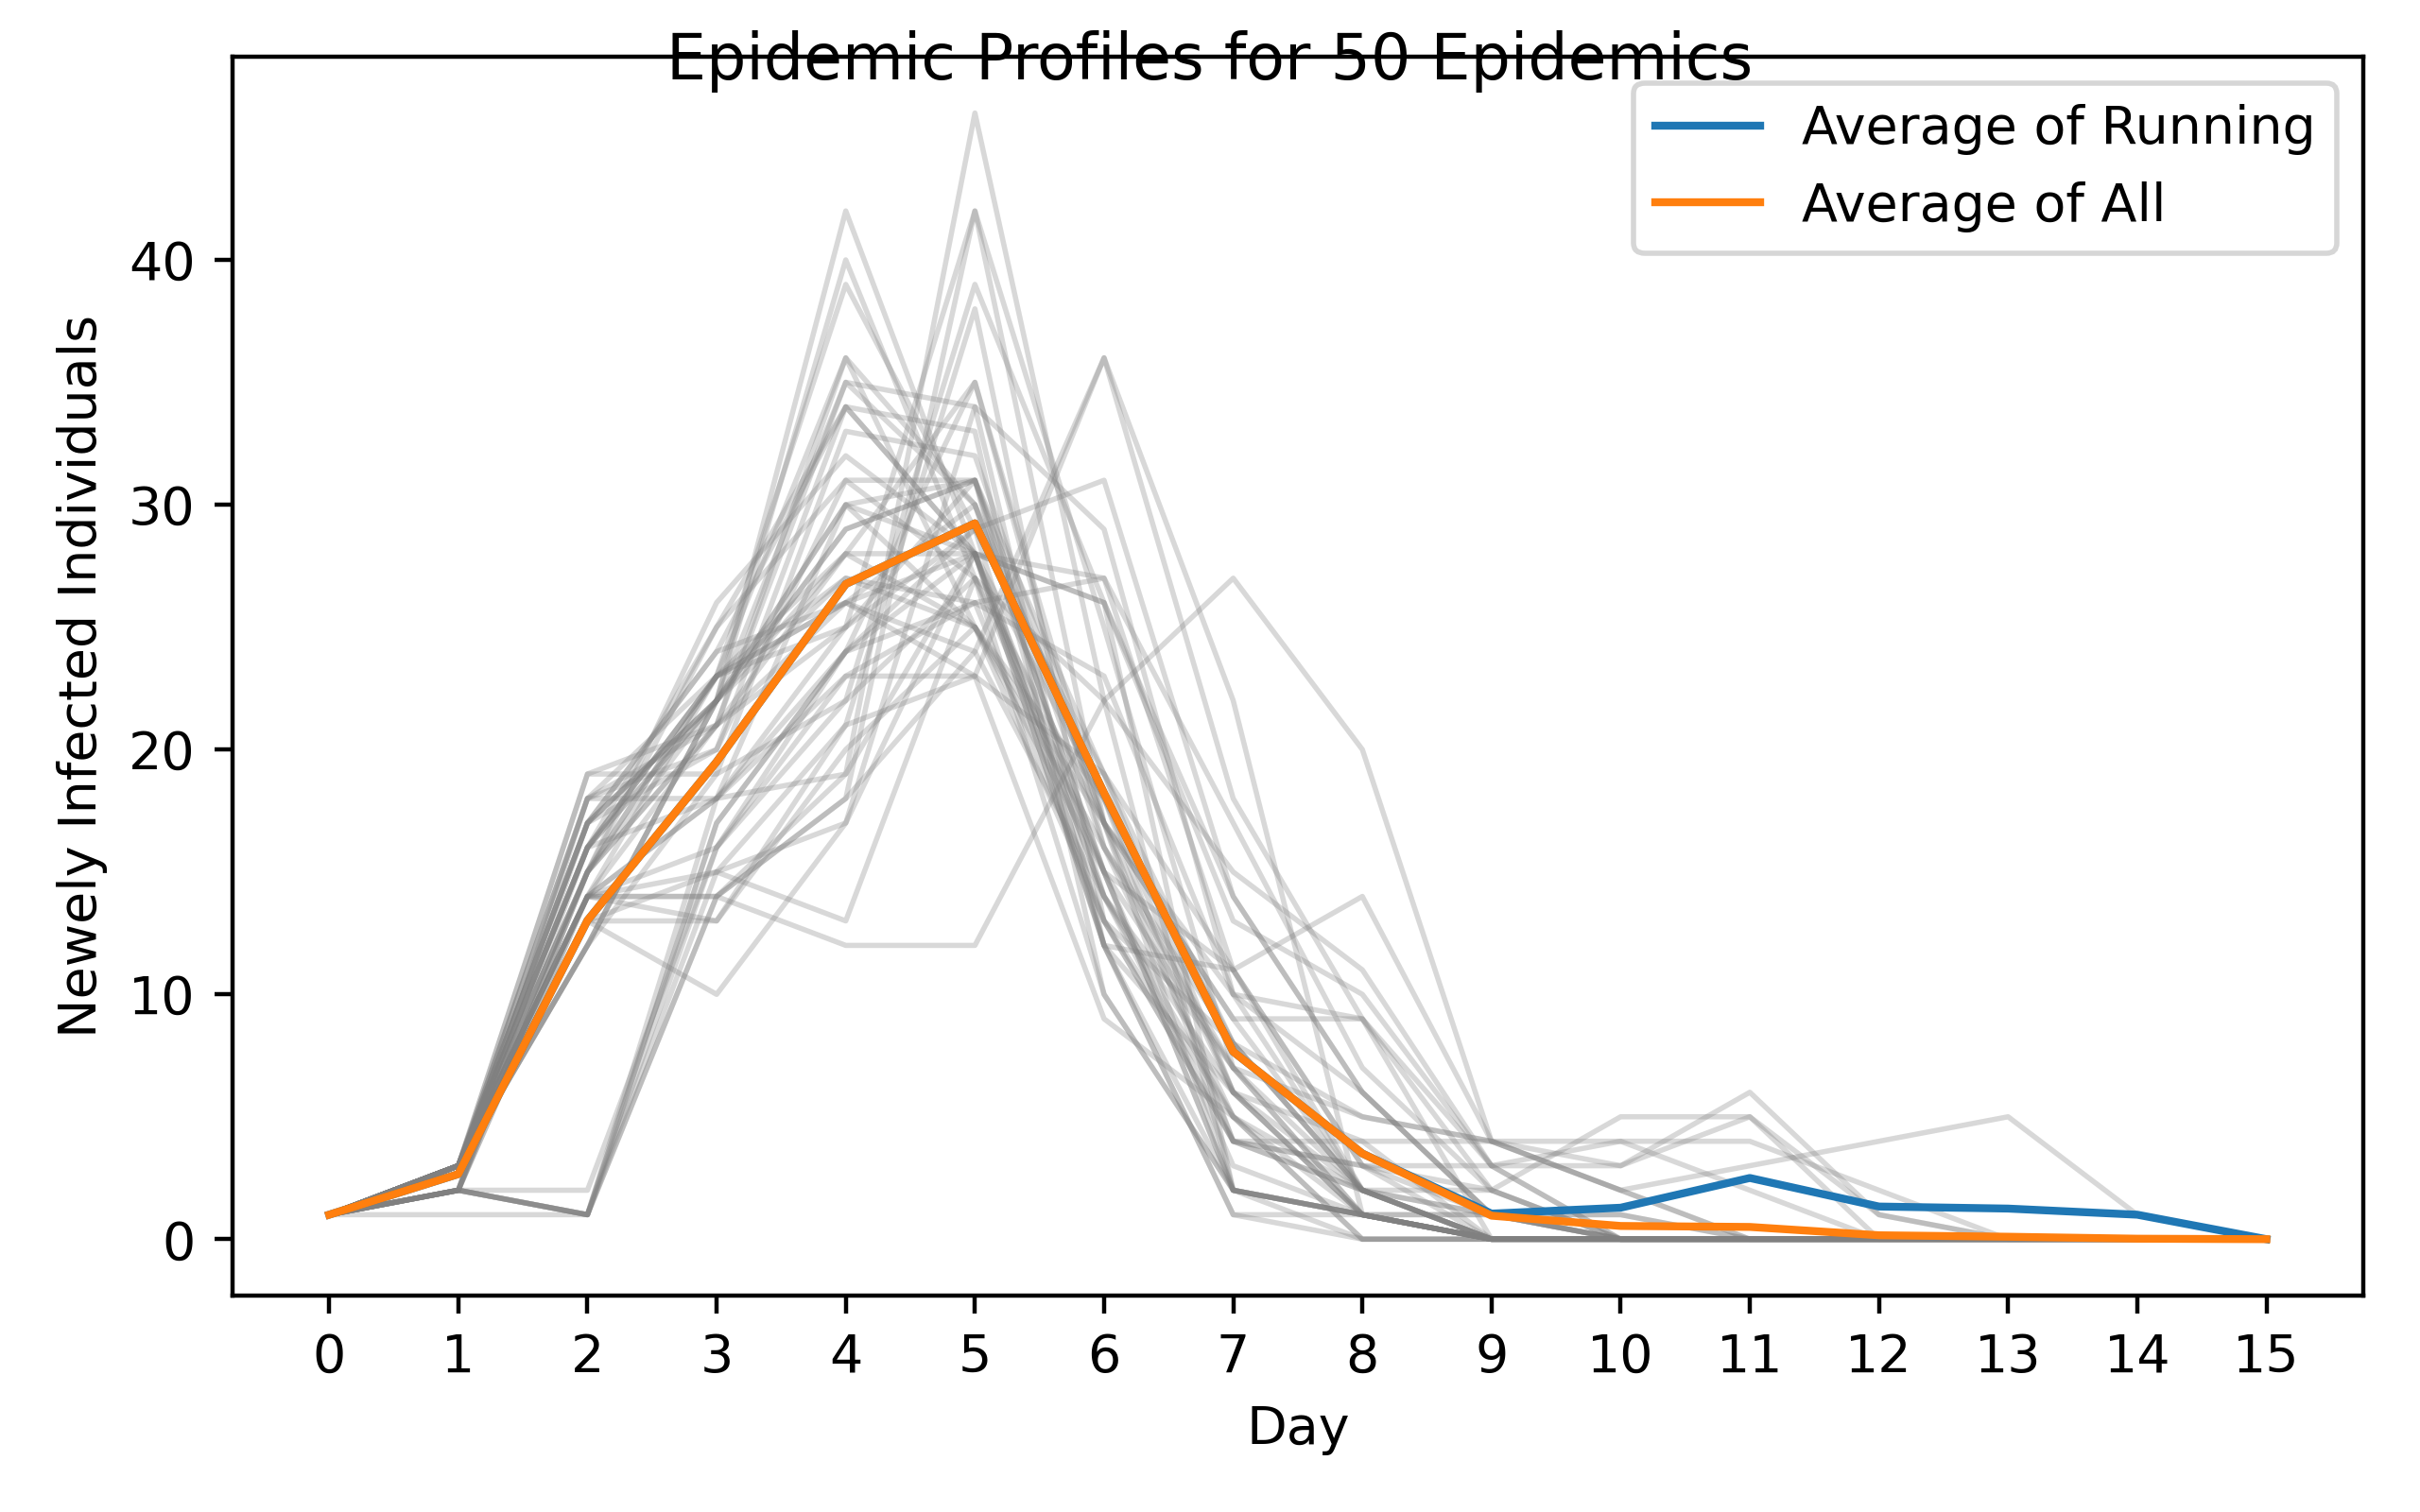 Epidemic Profiles for 50 Epidemics
Average of Running
Average of All
Newely Infected Individuals
40
30
20
10
0
0 1 2 3 4 5 6 7 8 9 10 11 12 13 14 15
Day